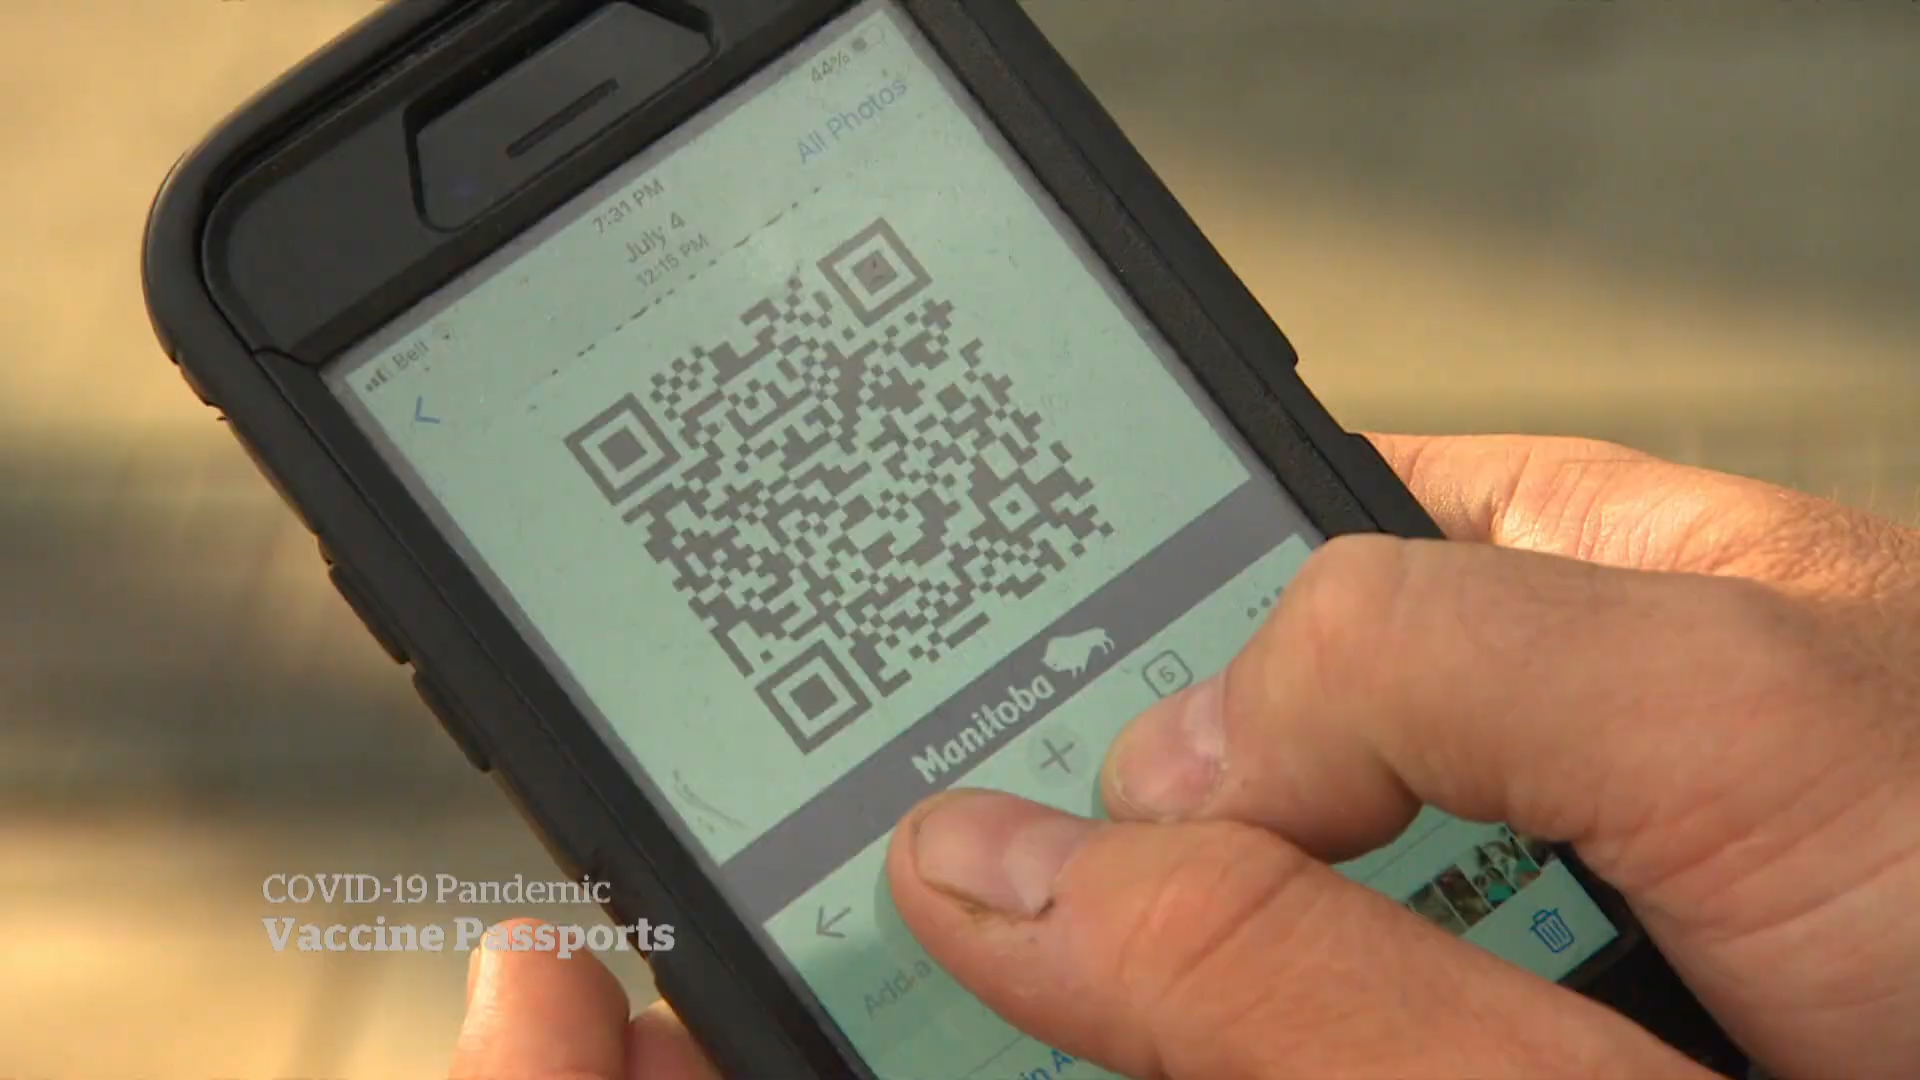 44%
All Photos
7:31 PM
July 4
12:15 PM
Bell
Manitoba
5
Add a
COVID-19 Pandemic
Vaccine Passports